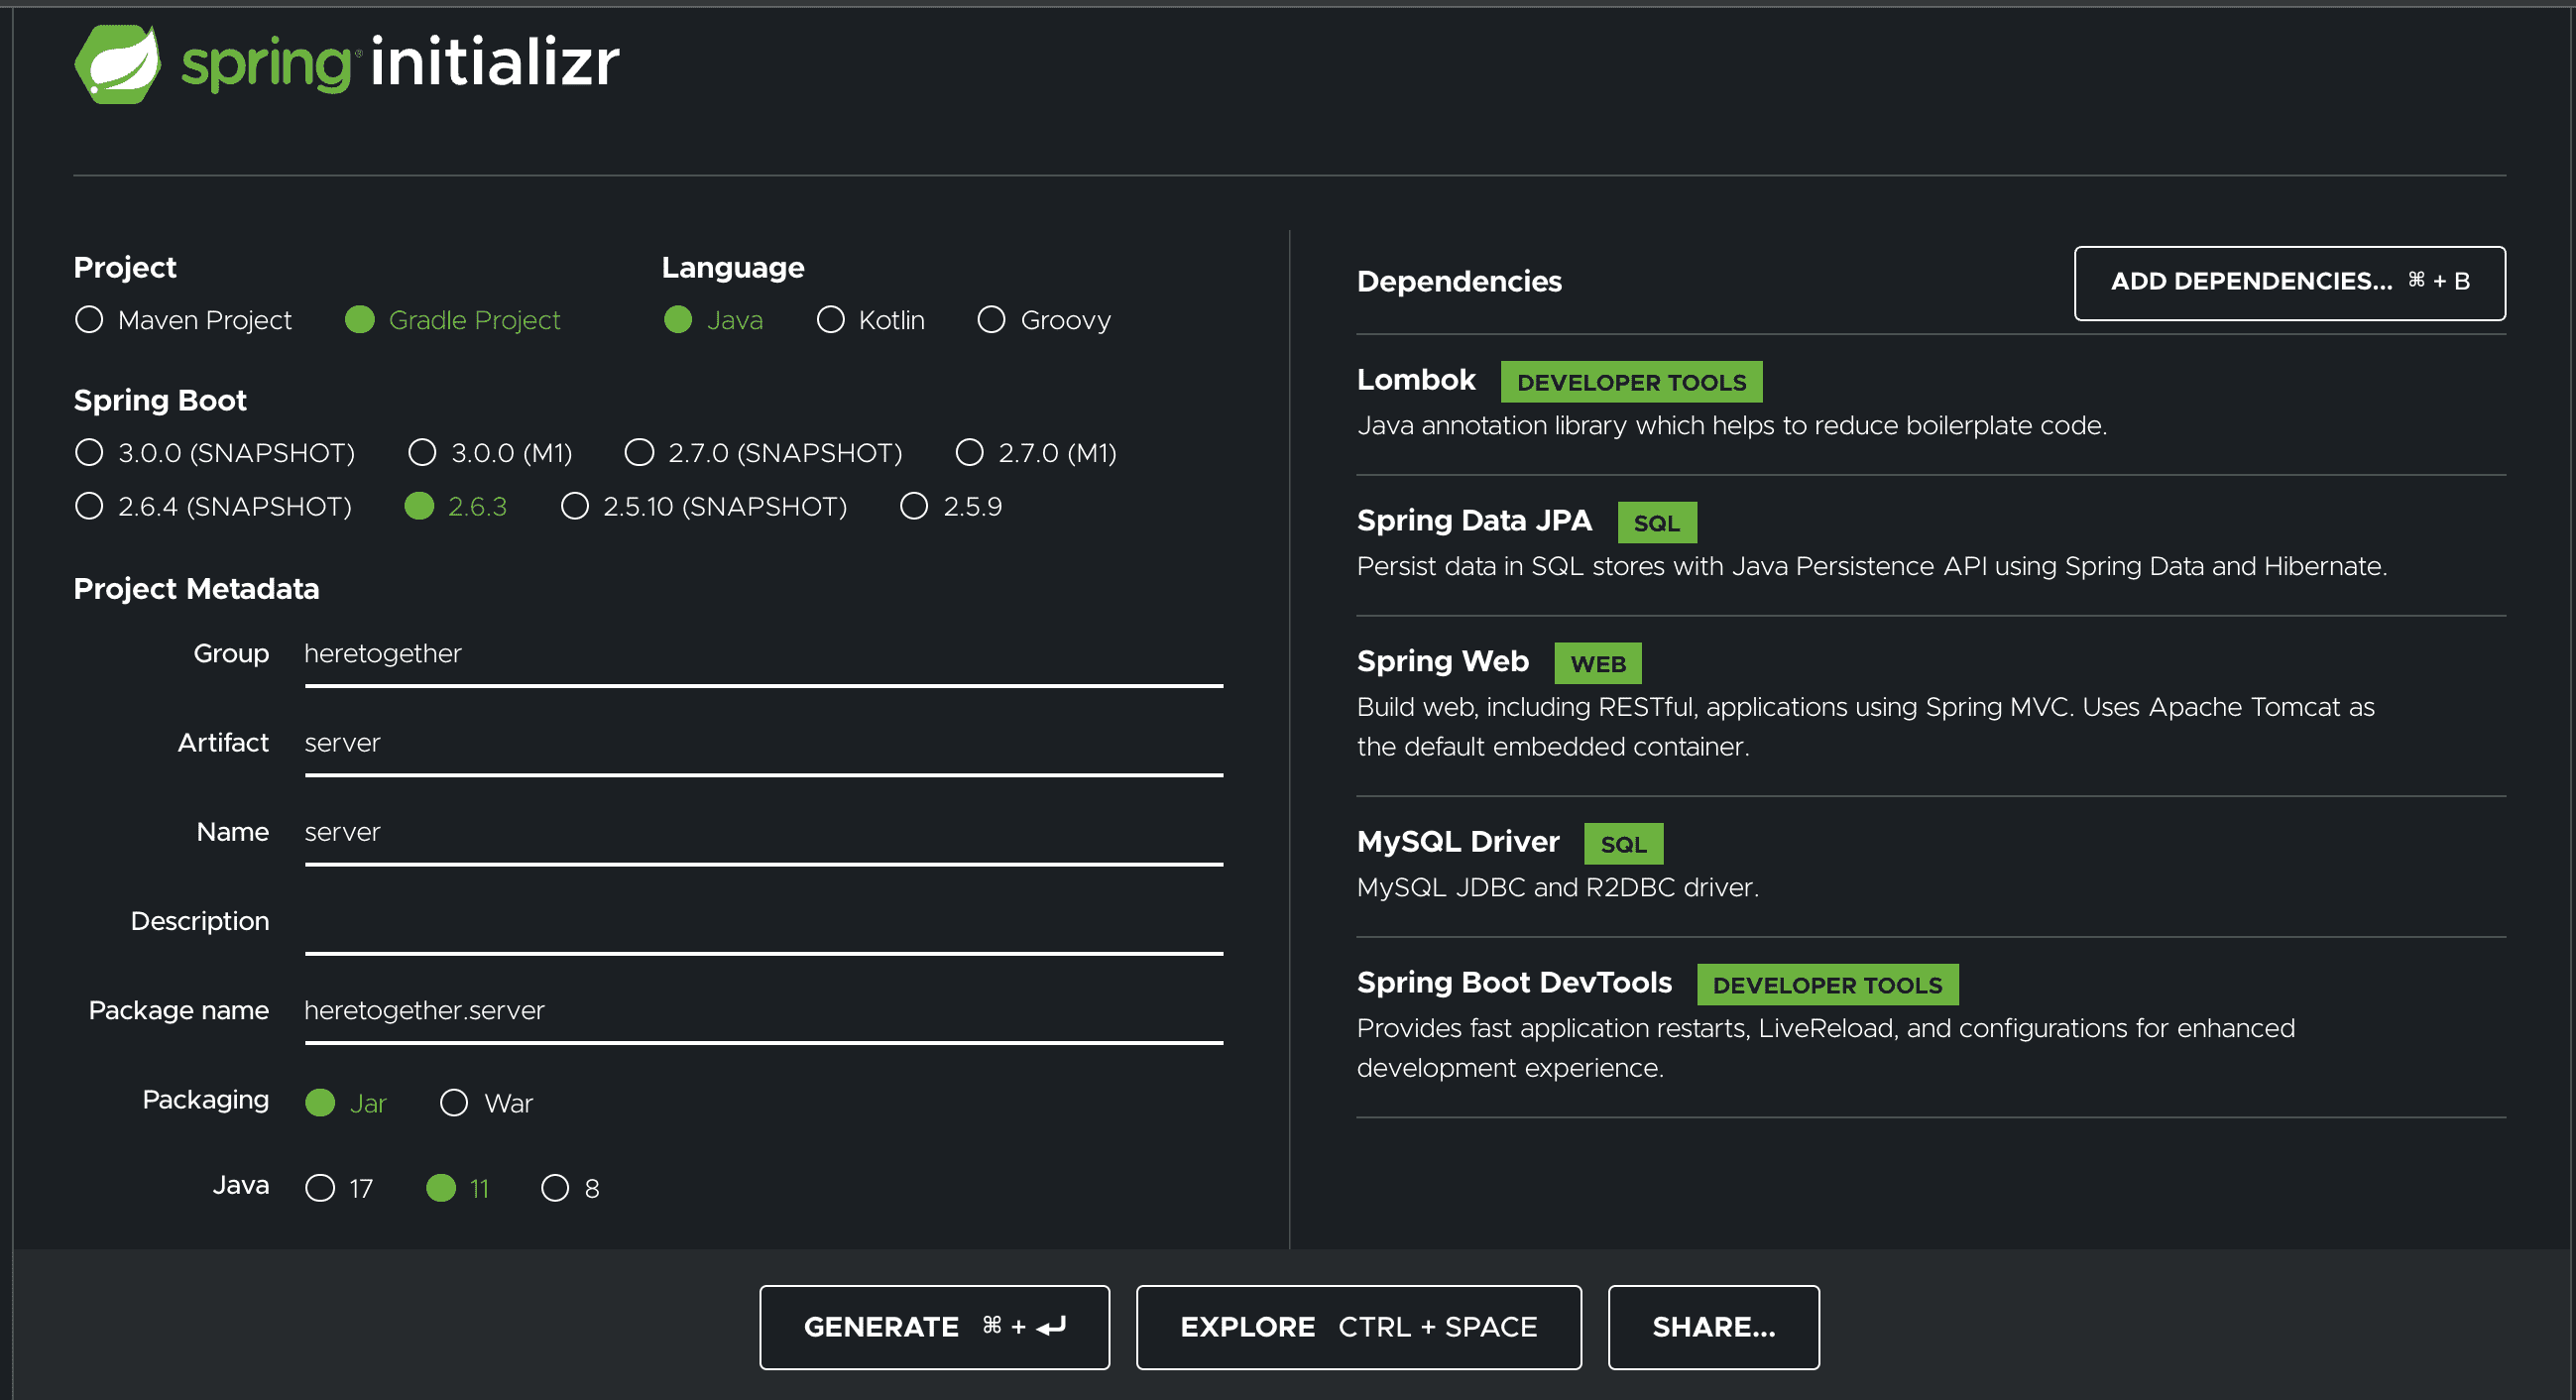 spring initializr
Project
Maven Project Gradle Project
Language
Java Kotlin Groovy
Spring Boot
3.0.0 (SNAPSHOT) 3.0.0 (M1) 2.7.0 (SNAPSHOT) 2.7.0 (M1)
2.6.4 (SNAPSHOT) 2.6.3 2.5.10 (SNAPSHOT) 2.5.9
Project Metadata
Group heretogether
Artifact server
Name server
Description
Package name heretogether.server
Packaging Jar War
Java 17 11 8
Dependencies
ADD DEPENDENCIES... ⌘ + B
Lombok DEVELOPER TOOLS
Java annotation library which helps to reduce boilerplate code.
Spring Data JPA SQL
Persist data in SQL stores with Java Persistence API using Spring Data and Hibernate.
Spring Web WEB
Build web, including RESTful, applications using Spring MVC. Uses Apache Tomcat as
the default embedded container.
MySQL Driver SQL
MySQL JDBC and R2DBC driver.
Spring Boot DevTools DEVELOPER TOOLS
Provides fast application restarts, LiveReload, and configurations for enhanced
development experience.
GENERATE ⌘ + ⏎
EXPLORE CTRL + SPACE
SHARE...